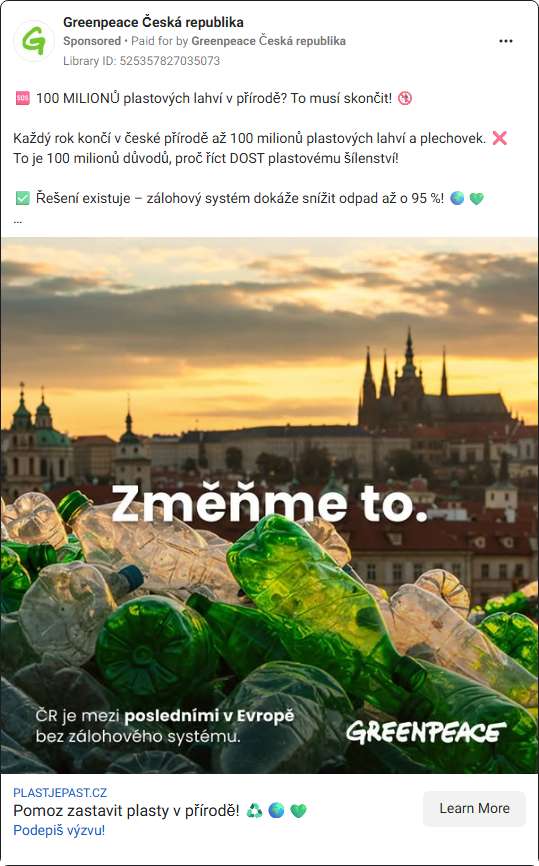 Greenpeace Česká republika
Sponsored • Paid for by Greenpeace Česká republika
Library ID: 525357827035073
🆘 100 MILIONŮ plastových lahví v přírodě? To musí skončit! 🚯
Každý rok končí v české přírodě až 100 milionů plastových lahví a plechovek. ❌
To je 100 milionů důvodů, proč říct DOST plastovému šílenství!
✅ Řešení existuje – zálohový systém dokáže snížit odpad až o 95 %! 🌍 💚
...
Změňme to.
ČR je mezi posledními v Evropě
bez zálohového systému.
GREENPEACE
PLASTJEPAST.CZ
Pomoz zastavit plasty v přírodě! ♻️ 🌍 💚
Podepiš výzvu!
Learn More